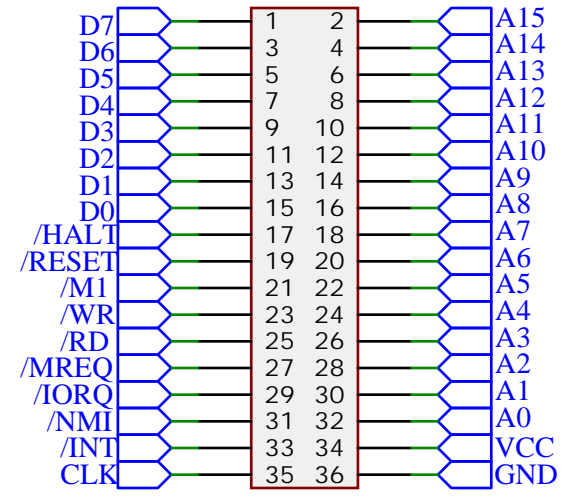 D7 1 2 A15
D6 3 4 A14
D5 5 6 A13
D4 7 8 A12
D3 9 10 A11
D2 11 12 A10
D1 13 14 A9
D0 15 16 A8
/HALT 17 18 A7
/RESET 19 20 A6
/M1 21 22 A5
/WR 23 24 A4
/RD 25 26 A3
/MREQ 27 28 A2
/IORQ 29 30 A1
/NMI 31 32 A0
/INT 33 34 VCC
CLK 35 36 GND